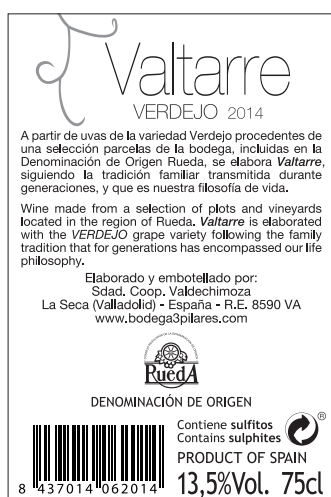 Valtarre
VERDEJO 2014
A partir de uvas de la variedad Verdejo procedentes de
una selección parcelas de la bodega, incluidas en la
Denominación de Origen Rueda, se elabora Valtarre,
siguiendo la tradición familiar transmitida durante
generaciones, y que es nuestra filosofía de vida.
Wine made from a selection of plots and vineyards
located in the region of Rueda. Valtarre is elaborated
with the VERDEJO grape variety following the family
tradition that for generations has encompassed our life
philosophy.
Elaborado y embotellado por:
Sdad. Coop. Valdechimoza
La Seca (Valladolid) - España - R.E. 8590 VA
www.bodega3pilares.com
RuedA
DENOMINACIÓN DE ORIGEN
Contiene sulfitos
Contains sulphites
®
PRODUCT OF SPAIN
13,5%Vol. 75cl
8 437014 062014